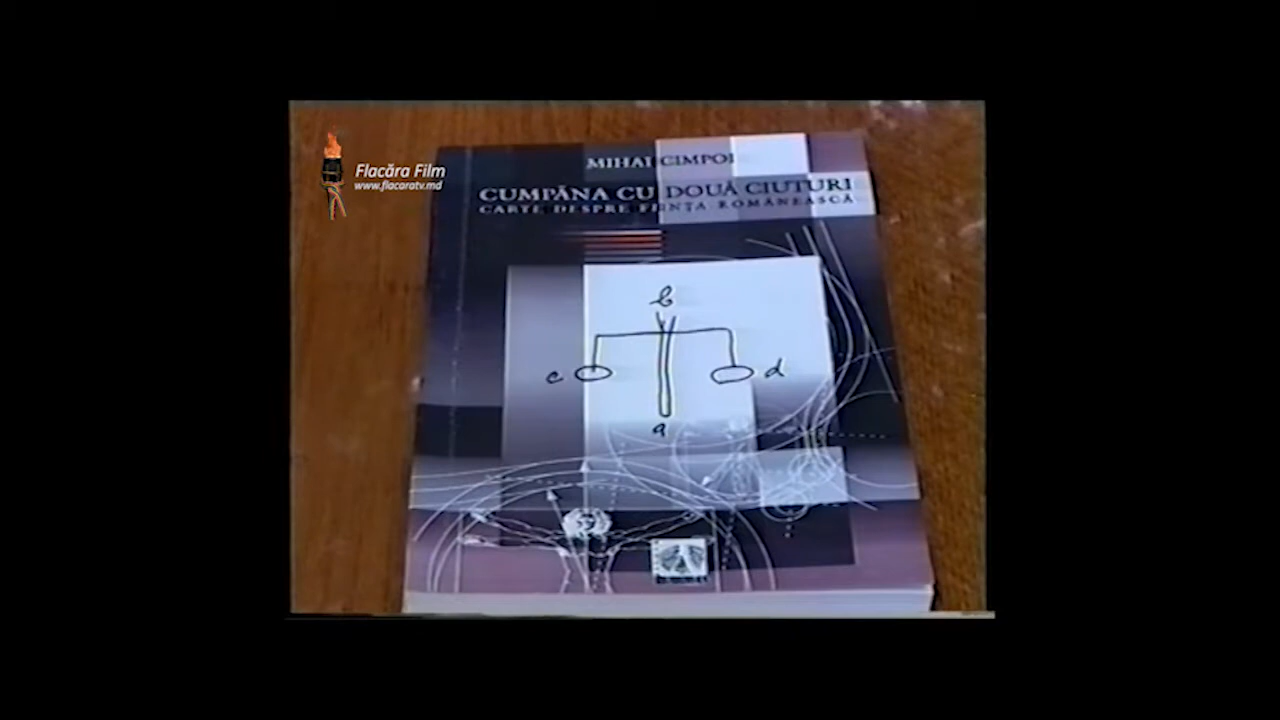 Flacăra Film
www.flacaratv.md
MIHAI CIMPOI
CUMPĂNA CU DOUĂ CIUTURI
CARTE DESPRE FIINȚA ROMÂNEASCĂ
b
c
d
a